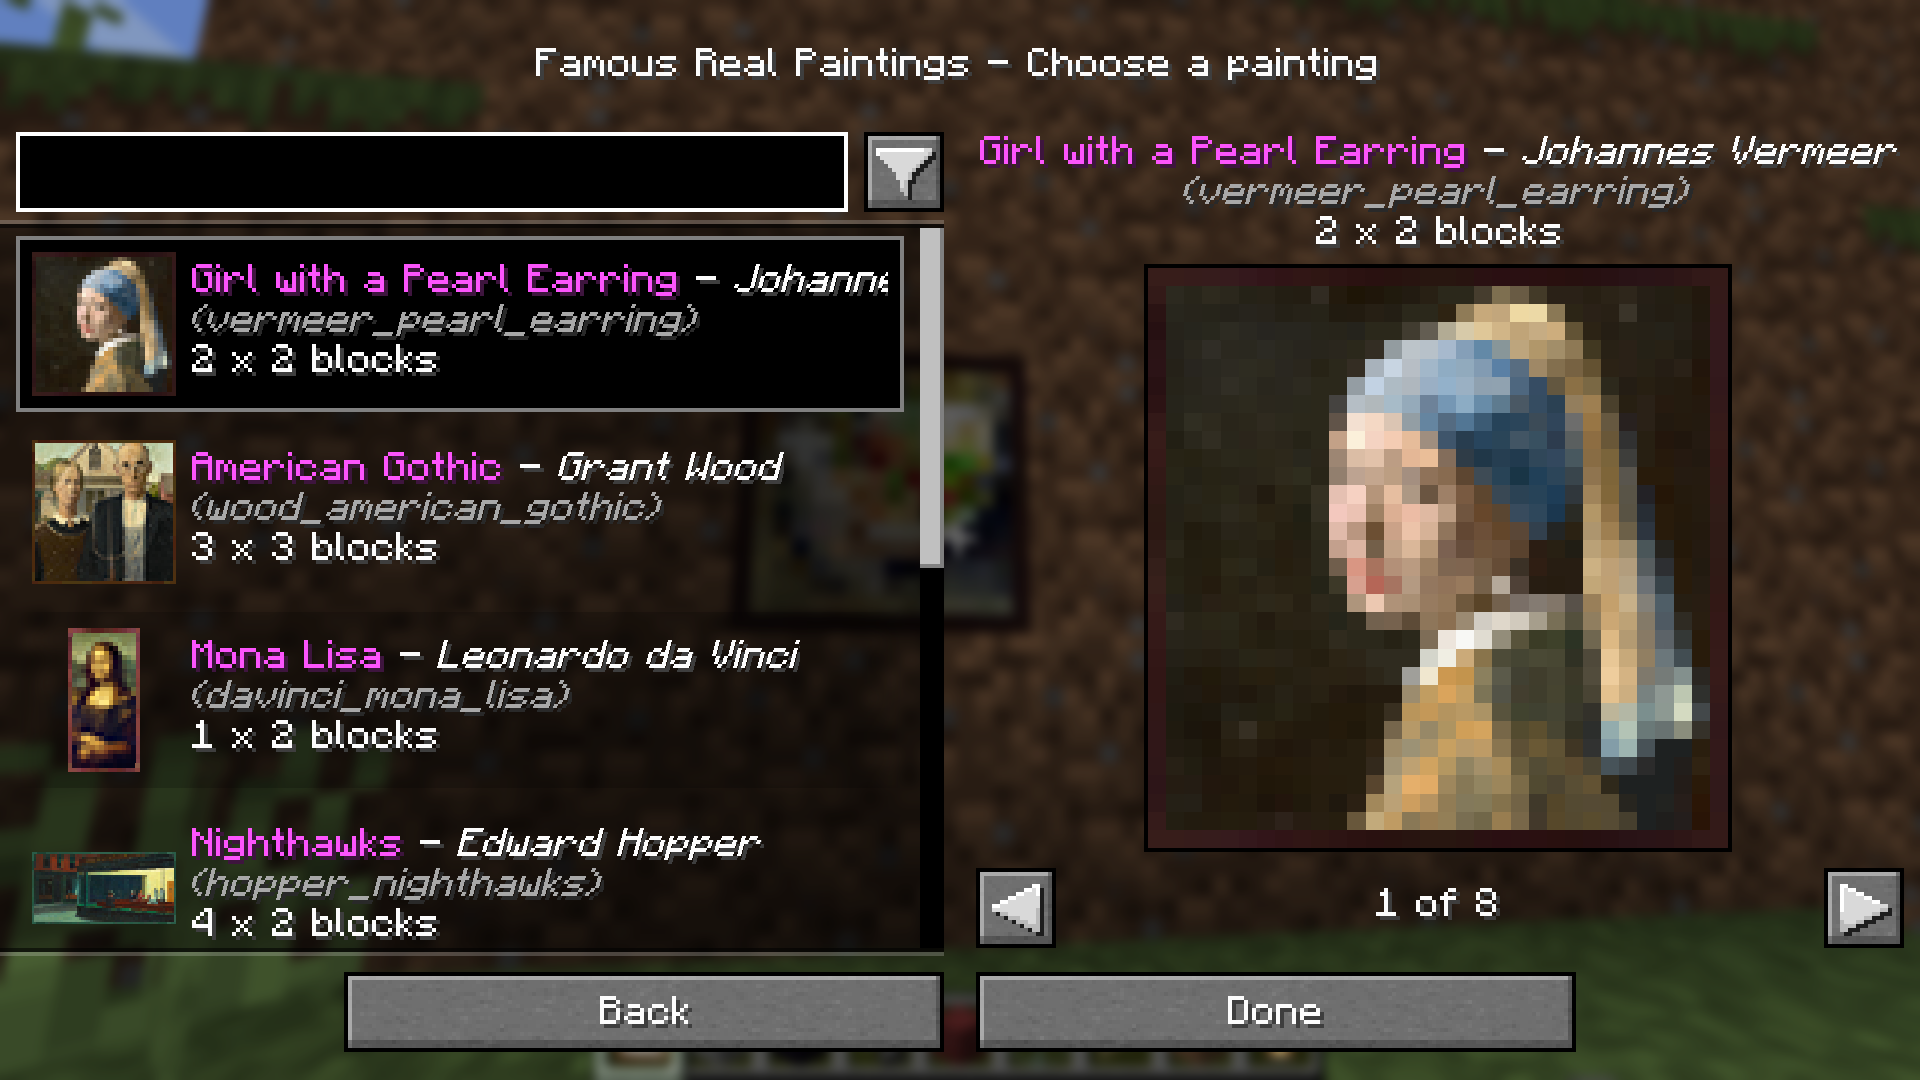 Famous Real Paintings – Choose a painting
Girl with a Pearl Earring – Johanne
(vermeer_pearl_earring)
2 x 2 blocks
American Gothic – Grant Wood
(wood_american_gothic)
3 x 3 blocks
Mona Lisa – Leonardo da Vinci
(davinci_mona_lisa)
1 x 2 blocks
Nighthawks – Edward Hopper
(hopper_nighthawks)
4 x 2 blocks
Girl with a Pearl Earring – Johannes Vermeer
(vermeer_pearl_earring)
2 x 2 blocks
1 of 8
Back
Done